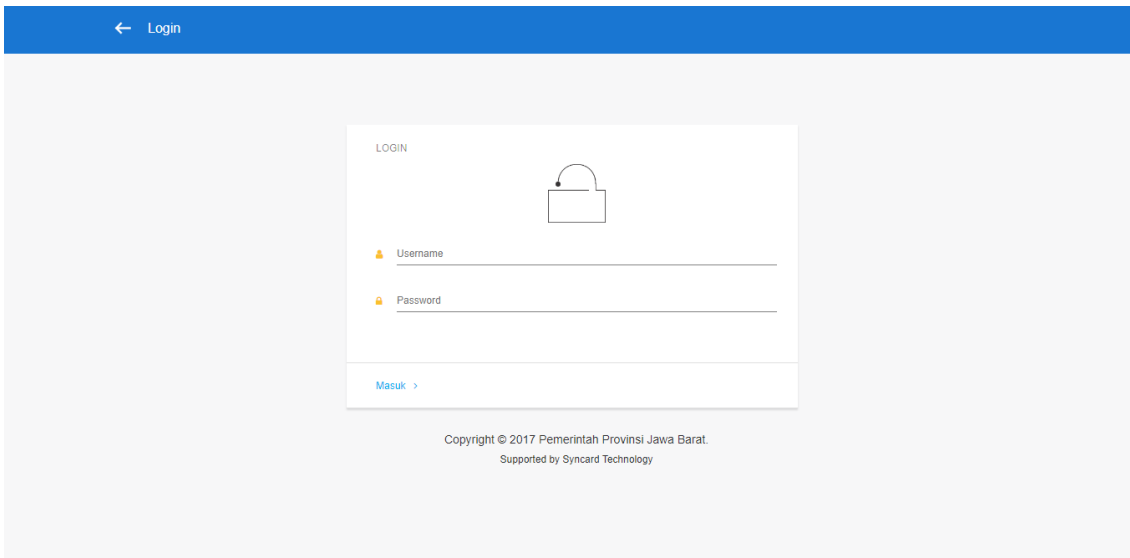 Login
LOGIN
Username
Password
Masuk >
Copyright © 2017 Pemerintah Provinsi Jawa Barat.
Supported by Syncard Technology